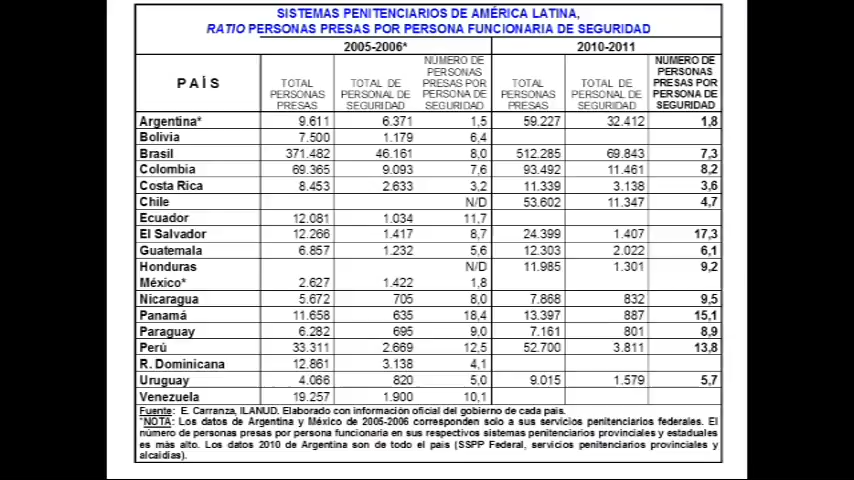 SISTEMAS PENITENCIARIOS DE AMÉRICA LATINA,
RATIO PERSONAS PRESAS POR PERSONA FUNCIONARIA DE SEGURIDAD
2005-2006* 2010-2011
PAÍS TOTAL PERSONAS PRESAS TOTAL DE PERSONAL DE SEGURIDAD NÚMERO DE PERSONAS PRESAS POR PERSONA DE SEGURIDAD TOTAL PERSONAS PRESAS TOTAL DE PERSONAL DE SEGURIDAD NÚMERO DE PERSONAS PRESAS POR PERSONA DE SEGURIDAD
Argentina* 9.611 6.371 1,5 59.227 32.412 1,8
Bolivia 7.500 1.179 6,4
Brasil 371.482 46.161 8,0 512.285 69.843 7,3
Colombia 69.365 9.093 7,6 93.492 11.461 8,2
Costa Rica 8.453 2.633 3,2 11.339 3.138 3,6
Chile N/D 53.602 11.347 4,7
Ecuador 12.081 1.034 11,7
El Salvador 12.266 1.417 8,7 24.399 1.407 17,3
Guatemala 6.857 1.232 5,6 12.303 2.022 6,1
Honduras N/D 11.985 1.301 9,2
México* 2.627 1.422 1,8
Nicaragua 5.672 705 8,0 7.868 832 9,5
Panamá 11.658 635 18,4 13.397 887 15,1
Paraguay 6.282 695 9,0 7.161 801 8,9
Perú 33.311 2.669 12,5 52.700 3.811 13,8
R. Dominicana 12.861 3.138 4,1
Uruguay 4.066 820 5,0 9.015 1.579 5,7
Venezuela 19.257 1.900 10,1
Fuente: E. Carranza, ILANUD. Elaborado con información oficial del gobierno de cada país.
*NOTA: Los datos de Argentina y México de 2005-2006 corresponden solo a sus servicios penitenciarios federales. El
número de personas presas por persona funcionaria en sus respectivos sistemas penitenciarios provinciales y estaduales
es más alto. Los datos 2010 de Argentina son de todo el país (SSPP Federal, servicios penitenciarios provinciales y
alcaidías).